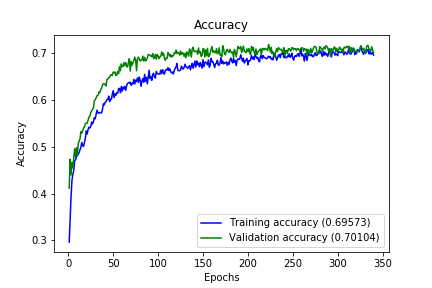 Accuracy
0.7
0.6
0.5
0.4
0.3
Accuracy
Training accuracy (0.69573)
Validation accuracy (0.70104)
0 50 100 150 200 250 300 350
Epochs